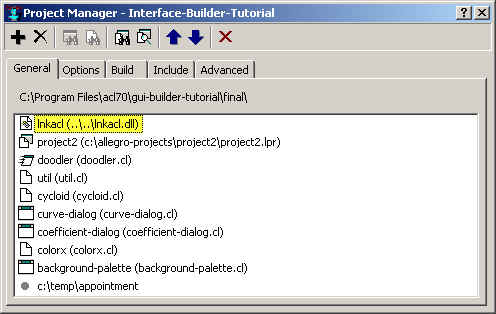 Project Manager - Interface-Builder-Tutorial
General Options Build Include Advanced
C:\Program Files\acl70\gui-builder-tutorial\final\
lnkacl (..\..\lnkacl.dll)
project2 (c:\allegro-projects\project2\project2.lpr)
doodler (doodler.cl)
util (util.cl)
cycloid (cycloid.cl)
curve-dialog (curve-dialog.cl)
coefficient-dialog (coefficient-dialog.cl)
colorx (colorx.cl)
background-palette (background-palette.cl)
c:\temp\appointment